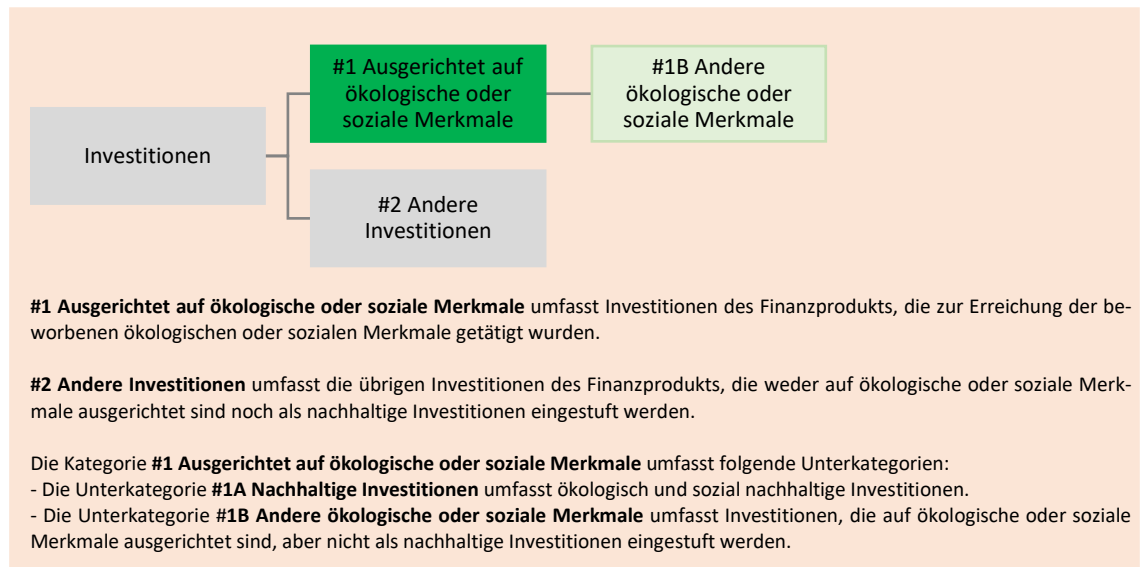 #1 Ausgerichtet auf
ökologische oder
soziale Merkmale
#1B Andere
ökologische oder
soziale Merkmale
Investitionen
#2 Andere
Investitionen
#1 Ausgerichtet auf ökologische oder soziale Merkmale umfasst Investitionen des Finanzprodukts, die zur Erreichung der be-
worbenen ökologischen oder sozialen Merkmale getätigt wurden.
#2 Andere Investitionen umfasst die übrigen Investitionen des Finanzprodukts, die weder auf ökologische oder soziale Merk-
male ausgerichtet sind noch als nachhaltige Investitionen eingestuft werden.
Die Kategorie #1 Ausgerichtet auf ökologische oder soziale Merkmale umfasst folgende Unterkategorien:
- Die Unterkategorie #1A Nachhaltige Investitionen umfasst ökologisch und sozial nachhaltige Investitionen.
- Die Unterkategorie #1B Andere ökologische oder soziale Merkmale umfasst Investitionen, die auf ökologische oder soziale
Merkmale ausgerichtet sind, aber nicht als nachhaltige Investitionen eingestuft werden.